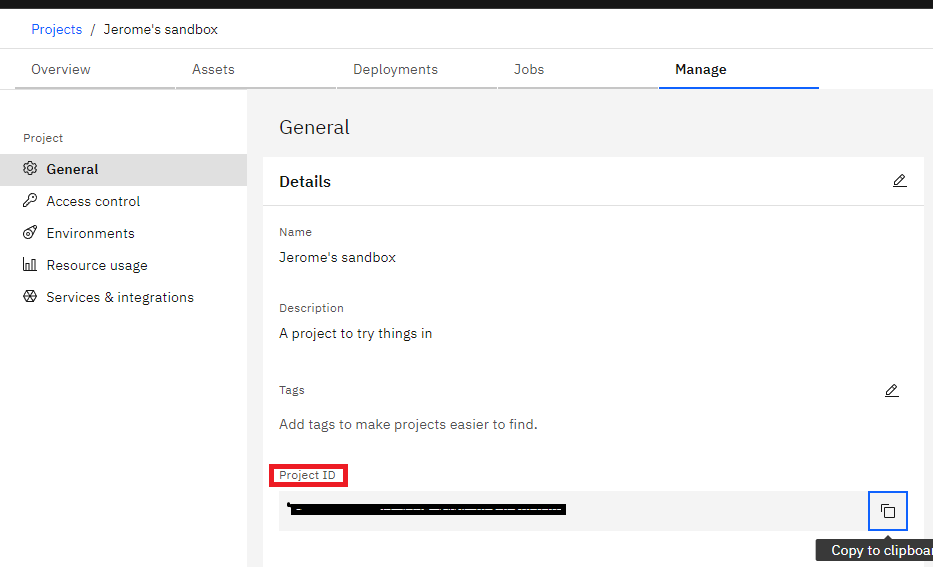 Projects / Jerome's sandbox
Overview Assets Deployments Jobs Manage
Project
General
Access control
Environments
Resource usage
Services & integrations
General
Details
Name
Jerome's sandbox
Description
A project to try things in
Tags
Add tags to make projects easier to find.
Project ID
Copy to clipboar